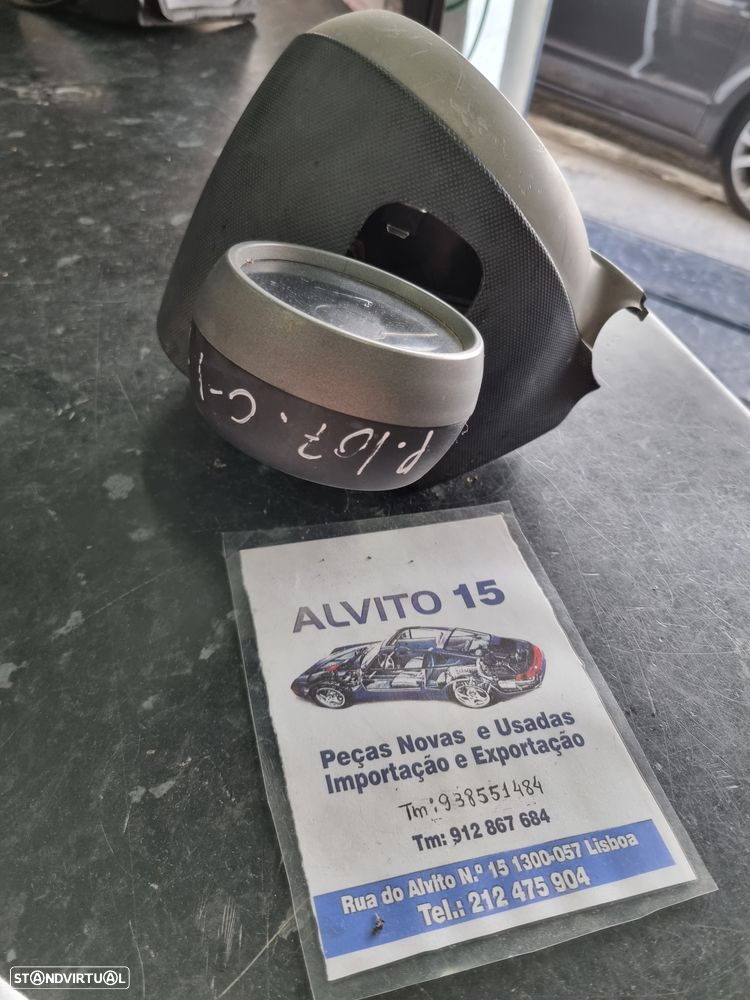 P.107. C-1
ALVITO 15
Peças Novas e Usadas
Importação e Exportação
Tm: 938551484
Tm: 912 867 684
Rua do Alvito N.º 15 1300-057 Lisboa
Tel.: 212 475 904
STANDVIRTUAL